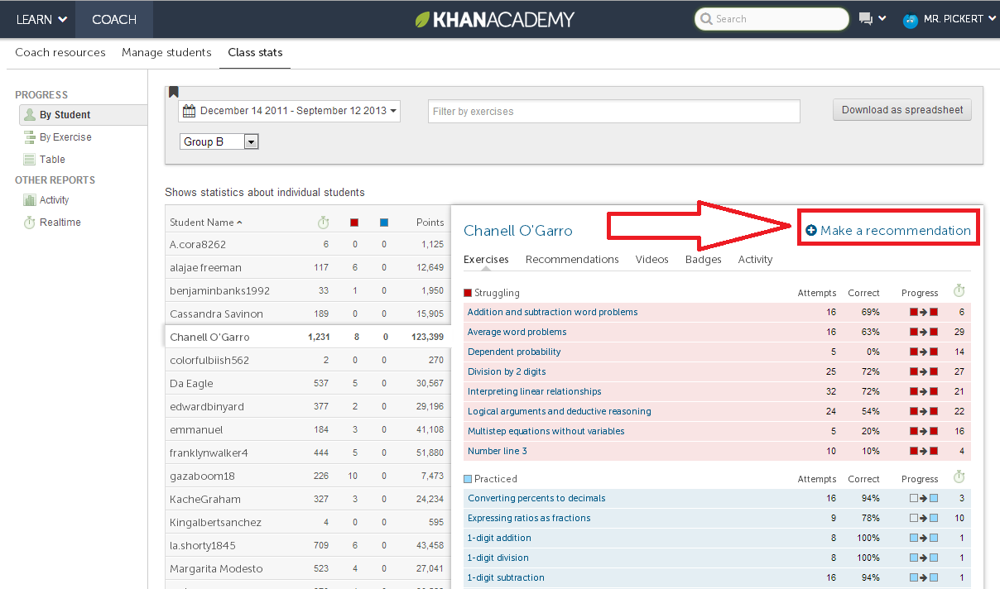 LEARN COACH KHANACADEMY Search MR. PICKERT
Coach resources Manage students Class stats
PROGRESS
By Student
By Exercise
Table
OTHER REPORTS
Activity
Realtime
December 14 2011 - September 12 2013 Filter by exercises Download as spreadsheet
Group B
Shows statistics about individual students
Student Name Points
A.cora8262 6 0 0 1,125
alajae freeman 117 6 0 12,649
benjaminbanks1992 33 1 0 1,950
Cassandra Savinon 189 0 0 15,905
Chanell O'Garro 1,231 8 0 123,399
colorfulbiish562 2 0 0 270
Da Eagle 537 5 0 30,567
edwardbinyard 377 2 0 29,196
emmanuel 184 3 0 41,108
franklynwalker4 444 5 0 51,880
gazaboom18 226 10 0 7,473
KacheGraham 327 3 0 24,234
Kingalbertsanchez 4 0 0 595
la.shorty1845 709 6 0 43,458
Margarita Modesto 523 4 0 27,041
Chanell O'Garro Make a recommendation
Exercises Recommendations Videos Badges Activity
Struggling Attempts Correct Progress
Addition and subtraction word problems 16 69% 6
Average word problems 16 63% 29
Dependent probability 5 0% 14
Division by 2 digits 25 72% 27
Interpreting linear relationships 32 72% 21
Logical arguments and deductive reasoning 24 54% 22
Multistep equations without variables 5 20% 16
Number line 3 10 10% 4
Practiced Attempts Correct Progress
Converting percents to decimals 16 94% 3
Expressing ratios as fractions 9 78% 10
1-digit addition 8 100% 1
1-digit division 8 100% 1
1-digit subtraction 16 94% 1